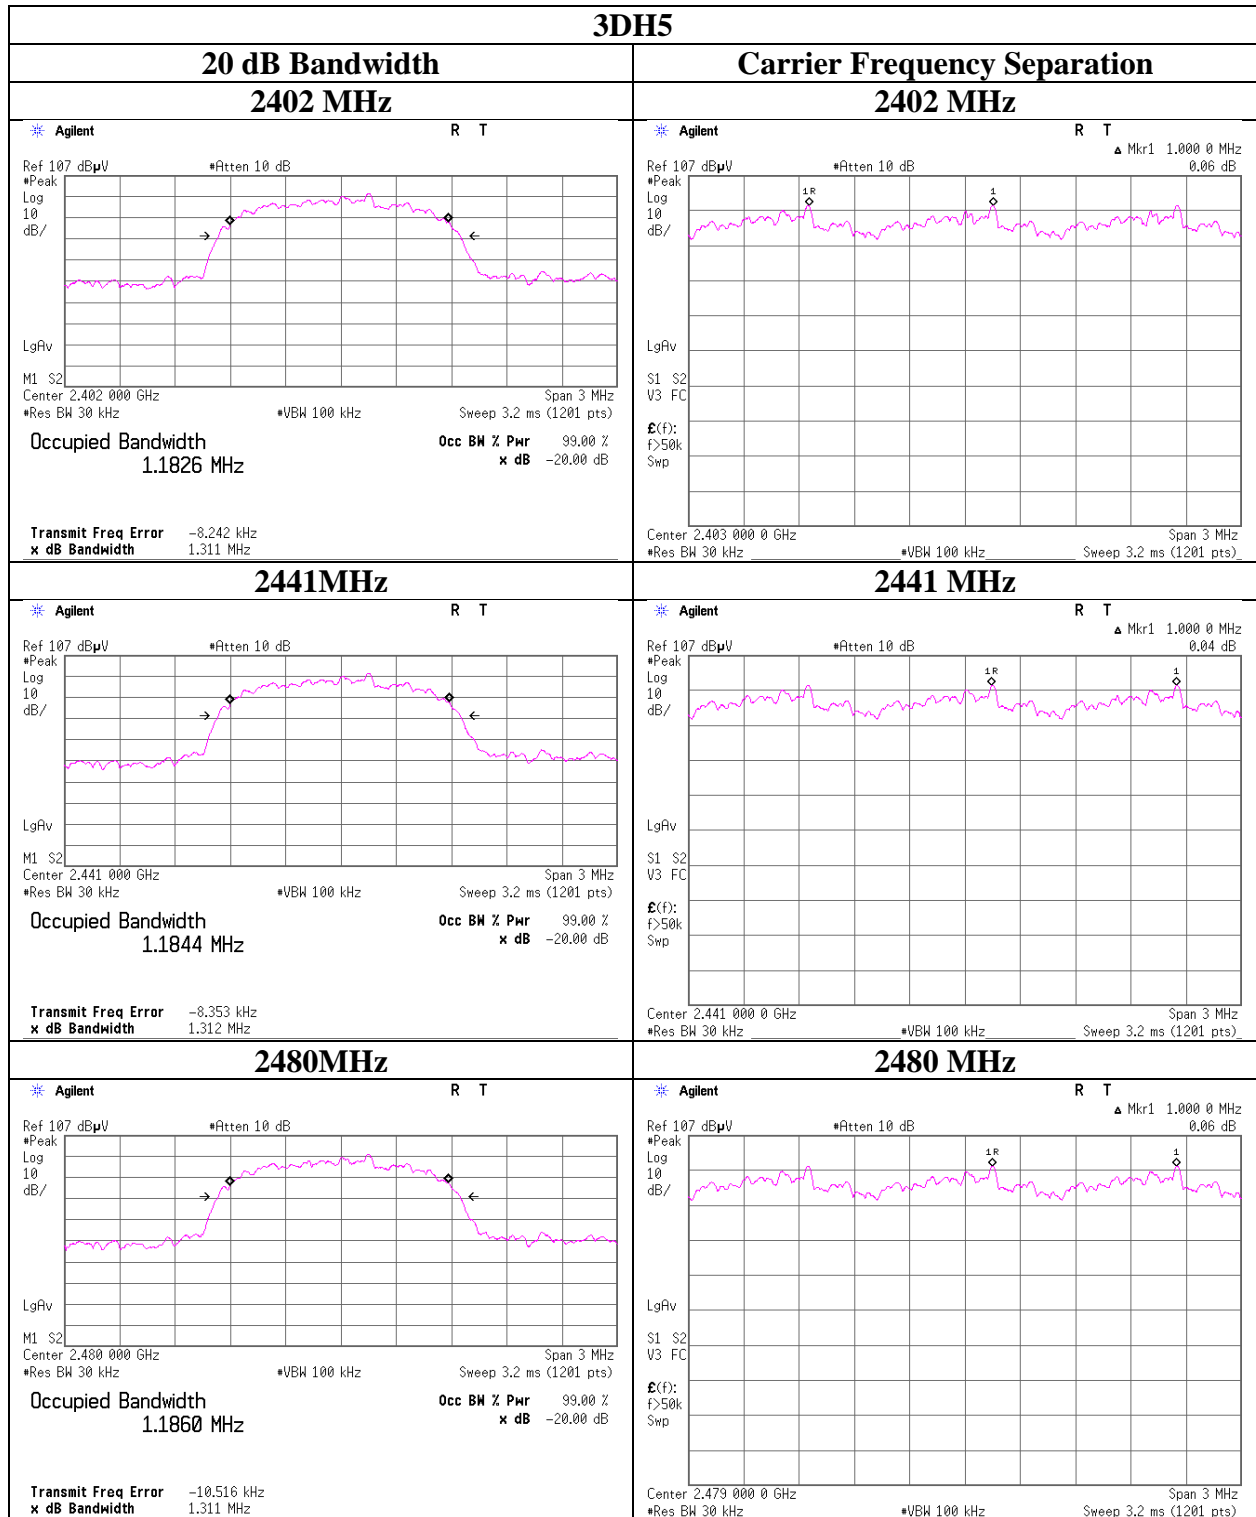 3DH5
20 dB Bandwidth
Carrier Frequency Separation
2402 MHz
2402 MHz
Agilent
R T
Ref 107 dBµV
#Atten 10 dB
#Peak
Log
10
dB/
LgAv
M1 S2
Center 2.402 000 GHz
Span 3 MHz
#Res BW 30 kHz
#VBW 100 kHz
Sweep 3.2 ms (1201 pts)
Occupied Bandwidth
1.1826 MHz
Occ BW % Pwr 99.00 %
x dB -20.00 dB
Transmit Freq Error -8.242 kHz
x dB Bandwidth 1.311 MHz
Agilent
R T
Δ Mkr1 1.000 0 MHz
Ref 107 dBµV
#Atten 10 dB
0.06 dB
#Peak
Log
10
dB/
1R
1
LgAv
S1 S2
V3 FC
£(f):
f>50k
Swp
Center 2.403 000 0 GHz
Span 3 MHz
#Res BW 30 kHz
#VBW 100 kHz
Sweep 3.2 ms (1201 pts)
2441MHz
2441 MHz
Agilent
R T
Ref 107 dBµV
#Atten 10 dB
#Peak
Log
10
dB/
LgAv
M1 S2
Center 2.441 000 GHz
Span 3 MHz
#Res BW 30 kHz
#VBW 100 kHz
Sweep 3.2 ms (1201 pts)
Occupied Bandwidth
1.1844 MHz
Occ BW % Pwr 99.00 %
x dB -20.00 dB
Transmit Freq Error -8.353 kHz
x dB Bandwidth 1.312 MHz
Agilent
R T
Δ Mkr1 1.000 0 MHz
Ref 107 dBµV
#Atten 10 dB
0.04 dB
#Peak
Log
10
dB/
1R
1
LgAv
S1 S2
V3 FC
£(f):
f>50k
Swp
Center 2.441 000 0 GHz
Span 3 MHz
#Res BW 30 kHz
#VBW 100 kHz
Sweep 3.2 ms (1201 pts)
2480MHz
2480 MHz
Agilent
R T
Ref 107 dBµV
#Atten 10 dB
#Peak
Log
10
dB/
LgAv
M1 S2
Center 2.480 000 GHz
Span 3 MHz
#Res BW 30 kHz
#VBW 100 kHz
Sweep 3.2 ms (1201 pts)
Occupied Bandwidth
1.1860 MHz
Occ BW % Pwr 99.00 %
x dB -20.00 dB
Transmit Freq Error -10.516 kHz
x dB Bandwidth 1.311 MHz
Agilent
R T
Δ Mkr1 1.000 0 MHz
Ref 107 dBµV
#Atten 10 dB
0.06 dB
#Peak
Log
10
dB/
1R
1
LgAv
S1 S2
V3 FC
£(f):
f>50k
Swp
Center 2.479 000 0 GHz
Span 3 MHz
#Res BW 30 kHz
#VBW 100 kHz
Sweep 3.2 ms (1201 pts)